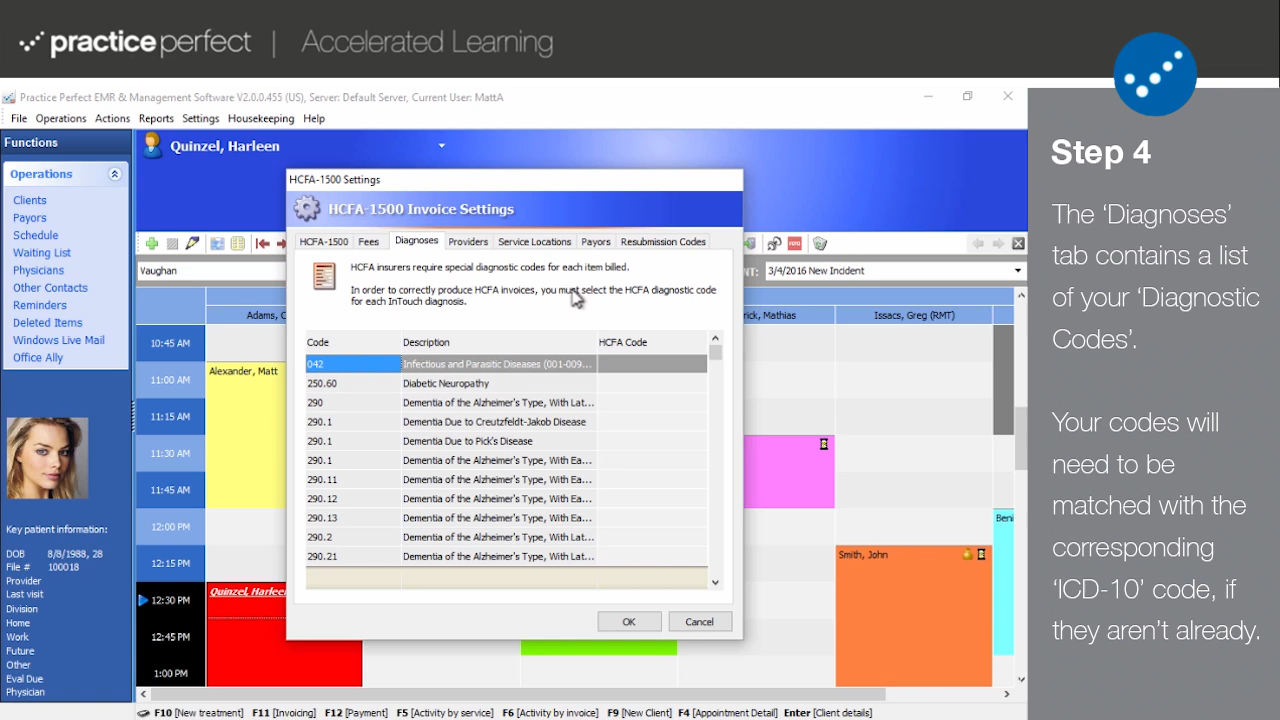 practiceperfect | Accelerated Learning
Practice Perfect EMR & Management Software V2.0.0.455 (US), Server: Default Server, Current User: MattA
File Operations Actions Reports Settings Housekeeping Help
Functions
Operations
Clients
Payors
Schedule
Waiting List
Physicians
Other Contacts
Reminders
Deleted Items
Windows Live Mail
Office Ally
Key patient information:
DOB 8/8/1988, 28
File # 100018
Provider
Last visit
Division
Home
Work
Future
Other
Eval Due
Physician
Quinzel, Harleen
Vaughan
3/4/2016 New Incident
Adams, C
rick, Mathias
Issacs, Greg (RMT)
10:45 AM
11:00 AM
11:15 AM
11:30 AM
11:45 AM
12:00 PM
12:15 PM
12:30 PM
12:45 PM
1:00 PM
Alexander, Matt
Quinzel, Harleen
Smith, John
Beni
HCFA-1500 Settings
HCFA-1500 Invoice Settings
HCFA-1500 Fees Diagnoses Providers Service Locations Payors Resubmission Codes
HCFA insurers require special diagnostic codes for each item billed.
In order to correctly produce HCFA invoices, you must select the HCFA diagnostic code
for each InTouch diagnosis.
Code Description HCFA Code
042 Infectious and Parasitic Diseases (001-009...
250.60 Diabetic Neuropathy
290 Dementia of the Alzheimer's Type, With Lat...
290.1 Dementia Due to Creutzfeldt-Jakob Disease
290.1 Dementia Due to Pick's Disease
290.1 Dementia of the Alzheimer's Type, With Ea...
290.11 Dementia of the Alzheimer's Type, With Ea...
290.12 Dementia of the Alzheimer's Type, With Ea...
290.13 Dementia of the Alzheimer's Type, With Ea...
290.2 Dementia of the Alzheimer's Type, With Lat...
290.21 Dementia of the Alzheimer's Type, With Lat...
OK Cancel
F10 [New treatment] F11 [Invoicing] F12 [Payment] F5 [Activity by service] F6 [Activity by invoice] F9 [New Client] F4 [Appointment Detail] Enter [Client details]
Step 4
The ‘Diagnoses’
tab contains a list
of your ‘Diagnostic
Codes’.
Your codes will
need to be
matched with the
corresponding
‘ICD-10’ code, if
they aren’t already.